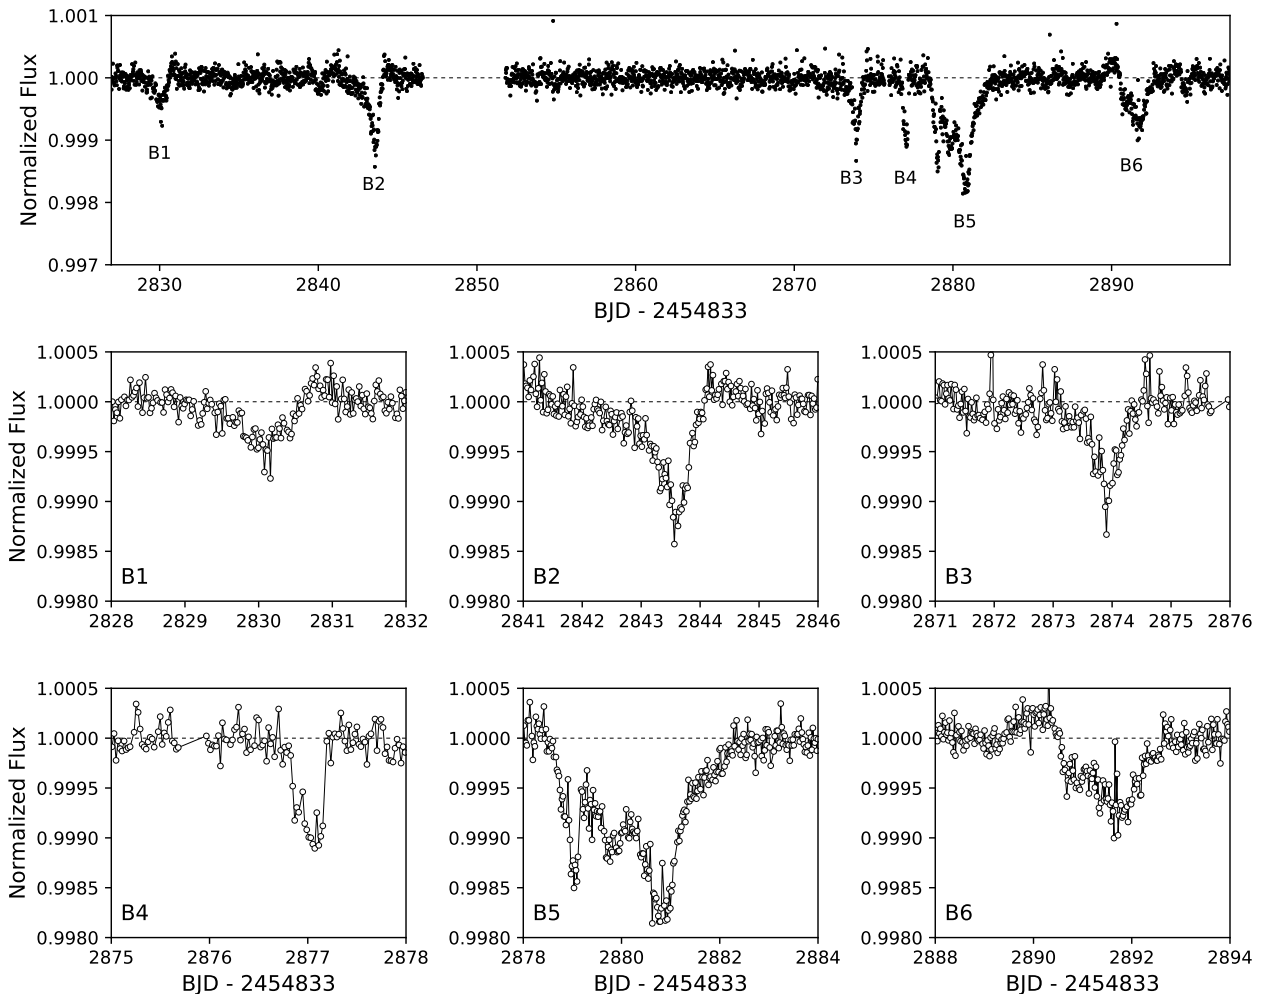 1.001
1.000
0.999
0.998
0.997
Normalized Flux
B1
B2
B3
B4
B5
B6
2830 2840 2850 2860 2870 2880 2890
BJD - 2454833
1.0005
1.0000
0.9995
0.9990
0.9985
0.9980
Normalized Flux
B1
2828 2829 2830 2831 2832
1.0005
1.0000
0.9995
0.9990
0.9985
0.9980
B2
2841 2842 2843 2844 2845 2846
1.0005
1.0000
0.9995
0.9990
0.9985
0.9980
B3
2871 2872 2873 2874 2875 2876
1.0005
1.0000
0.9995
0.9990
0.9985
0.9980
Normalized Flux
B4
2875 2876 2877 2878
BJD - 2454833
1.0005
1.0000
0.9995
0.9990
0.9985
0.9980
B5
2878 2880 2882 2884
BJD - 2454833
1.0005
1.0000
0.9995
0.9990
0.9985
0.9980
B6
2888 2890 2892 2894
BJD - 2454833